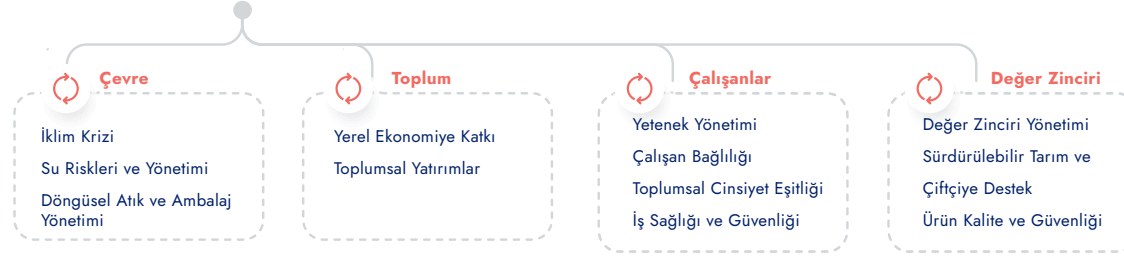 Çevre
İklim Krizi
Su Riskleri ve Yönetimi
Döngüsel Atık ve Ambalaj
Yönetimi
Toplum
Yerel Ekonomiye Katkı
Toplumsal Yatırımlar
Çalışanlar
Yetenek Yönetimi
Çalışan Bağlılığı
Toplumsal Cinsiyet Eşitliği
İş Sağlığı ve Güvenliği
Değer Zinciri
Değer Zinciri Yönetimi
Sürdürülebilir Tarım ve
Çiftçiye Destek
Ürün Kalite ve Güvenliği